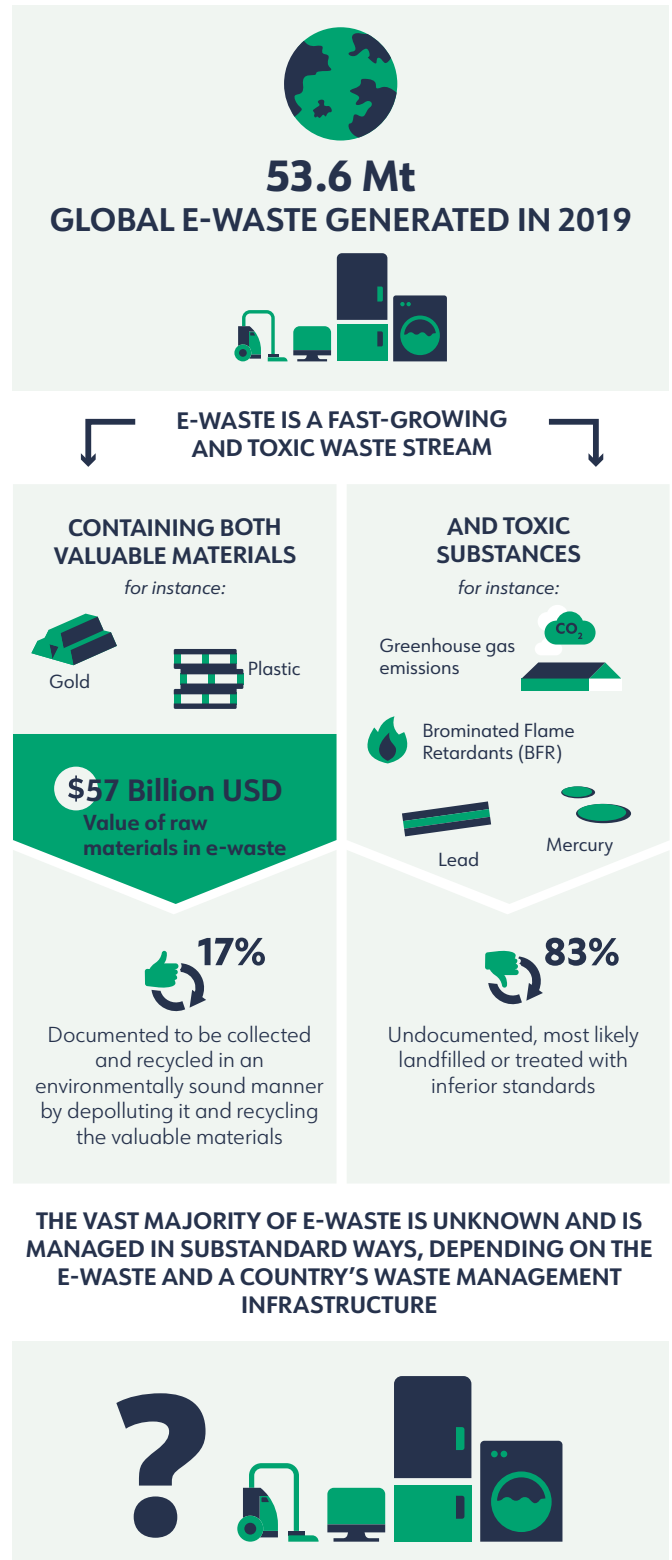 53.6 Mt
GLOBAL E-WASTE GENERATED IN 2019
E-WASTE IS A FAST-GROWING
AND TOXIC WASTE STREAM
CONTAINING BOTH
VALUABLE MATERIALS
for instance:
Gold
Plastic
$57 Billion USD
Value of raw
materials in e-waste
17%
Documented to be collected
and recycled in an
environmentally sound manner
by depolluting it and recycling
the valuable materials
AND TOXIC
SUBSTANCES
for instance:
Greenhouse gas
emissions
CO₂
Brominated Flame
Retardants (BFR)
Lead
Mercury
83%
Undocumented, most likely
landfilled or treated with
inferior standards
THE VAST MAJORITY OF E-WASTE IS UNKNOWN AND IS
MANAGED IN SUBSTANDARD WAYS, DEPENDING ON THE
E-WASTE AND A COUNTRY'S WASTE MANAGEMENT
INFRASTRUCTURE
?